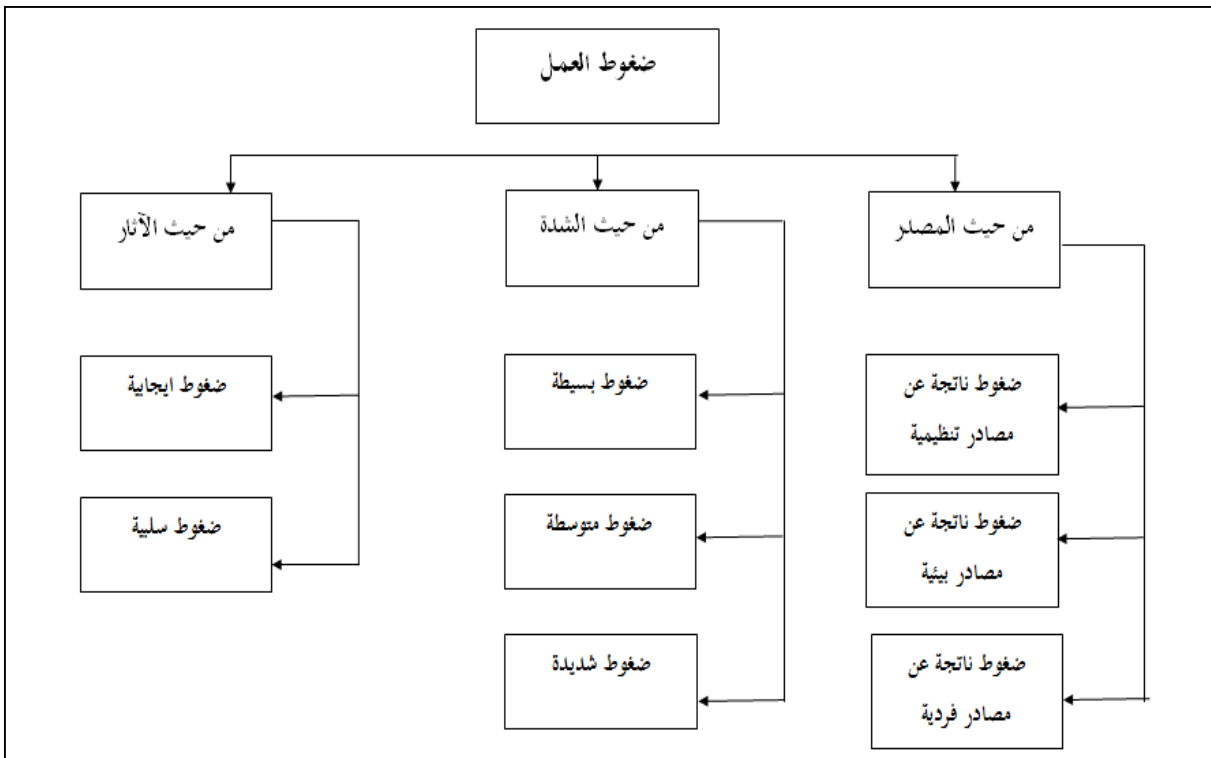 ضغوط العمل
من حيث المصدر
من حيث الشدة
من حيث الآثار
ضغوط ناتجة عن
مصادر تنظيمية
ضغوط بسيطة
ضغوط ايجابية
ضغوط ناتجة عن
مصادر بيئية
ضغوط متوسطة
ضغوط سلبية
ضغوط ناتجة عن
مصادر فردية
ضغوط شديدة